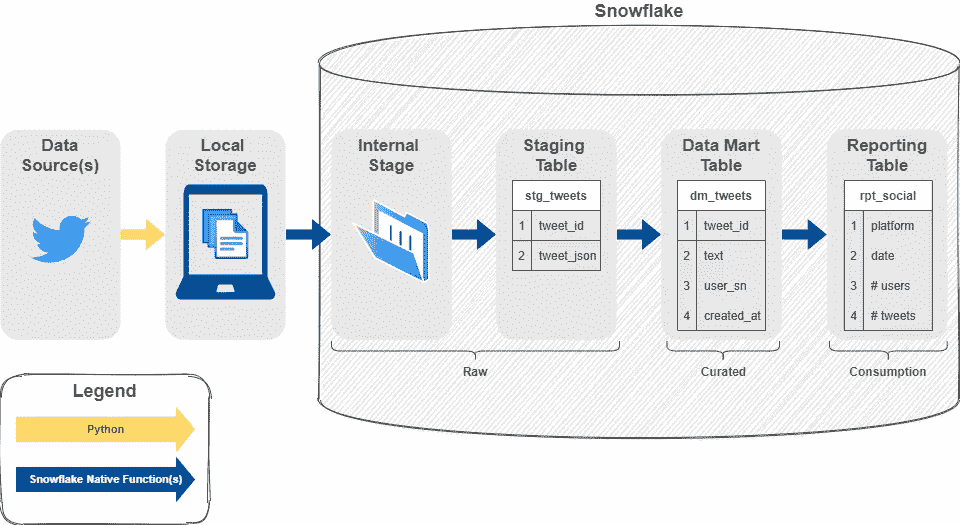 Snowflake
Data
Source(s)
Local
Storage
Internal
Stage
Staging
Table
stg_tweets
1 tweet_id
2 tweet_json
Data Mart
Table
dm_tweets
1 tweet_id
2 text
3 user_sn
4 created_at
Reporting
Table
rpt_social
1 platform
2 date
3 # users
4 # tweets
Raw
Curated
Consumption
Legend
Python
Snowflake Native Function(s)